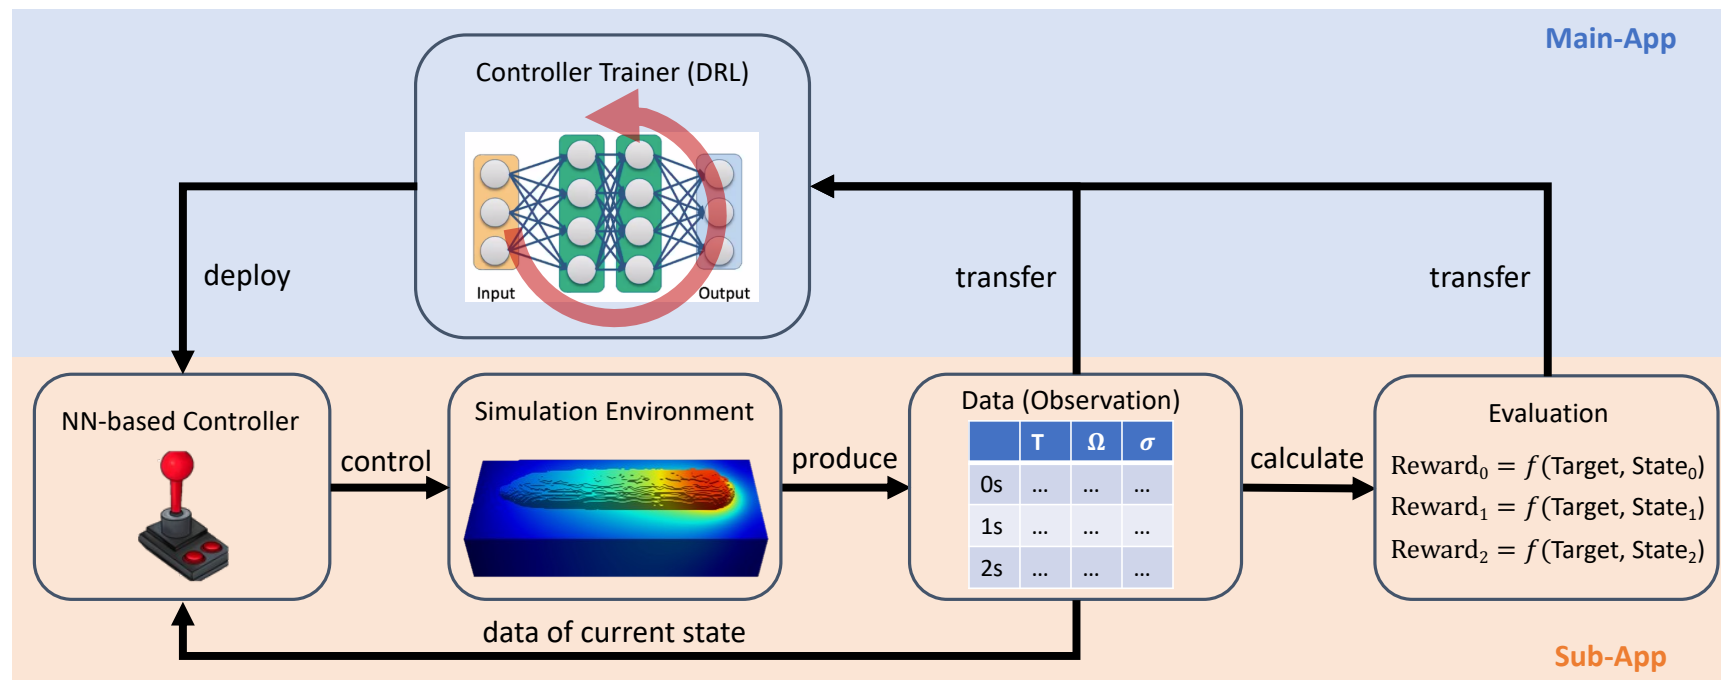 Main-App
Controller Trainer (DRL)
Input
Output
deploy
transfer
transfer
NN-based Controller
control
Simulation Environment
produce
Data (Observation)
T Ω σ
0s ... ... ...
1s ... ... ...
2s ... ... ...
calculate
Evaluation
Reward₀ = f(Target, State₀)
Reward₁ = f(Target, State₁)
Reward₂ = f(Target, State₂)
data of current state
Sub-App